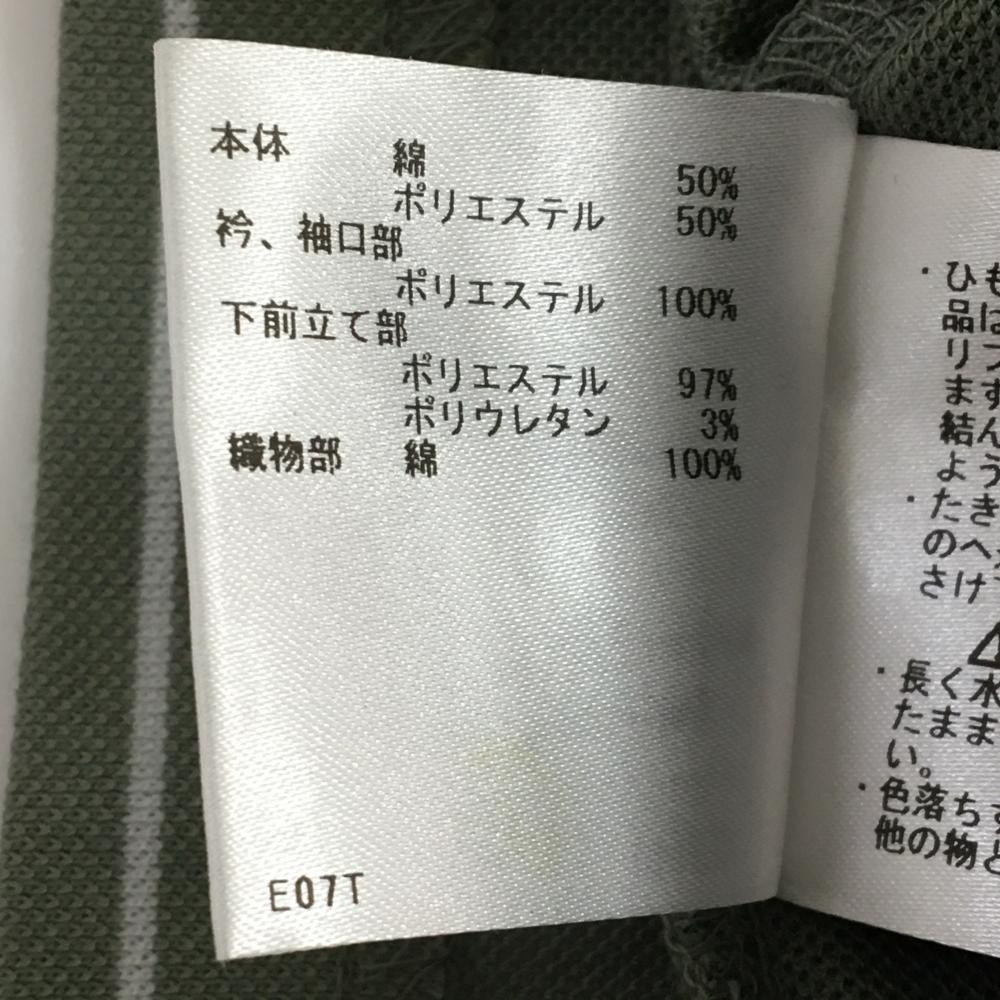 本体
綿 50%
ポリエステル 50%
衿、袖口部
ポリエステル 100%
下前立て部
ポリエステル 97%
ポリウレタン 3%
織物部 綿 100%
E07T
・ひも
品は
リフ
ます
結ん
よう
・たき
のへ
さけ
・長く水
たまま
い。
・色落ちす
他の物と